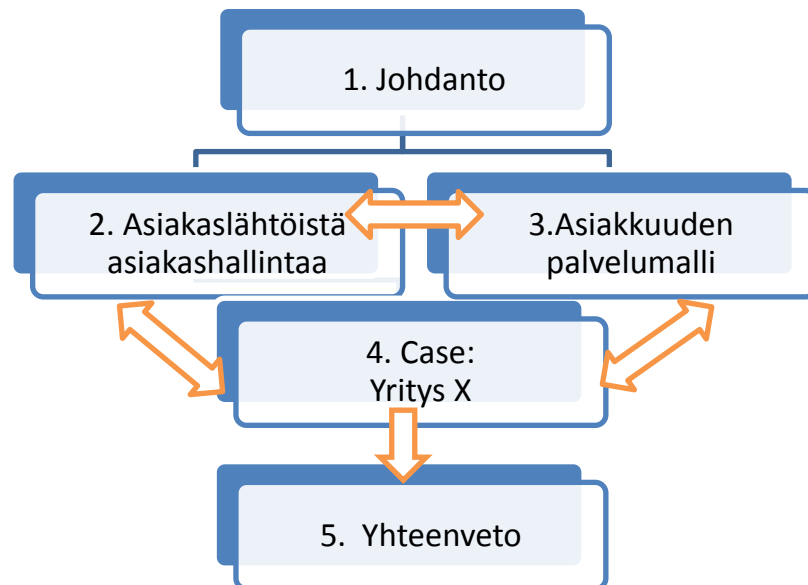 1. Johdanto
2. Asiakaslähtöistä
asiakashallintaa
3.Asiakkuuden
palvelumalli
4. Case:
Yritys X
5. Yhteenveto